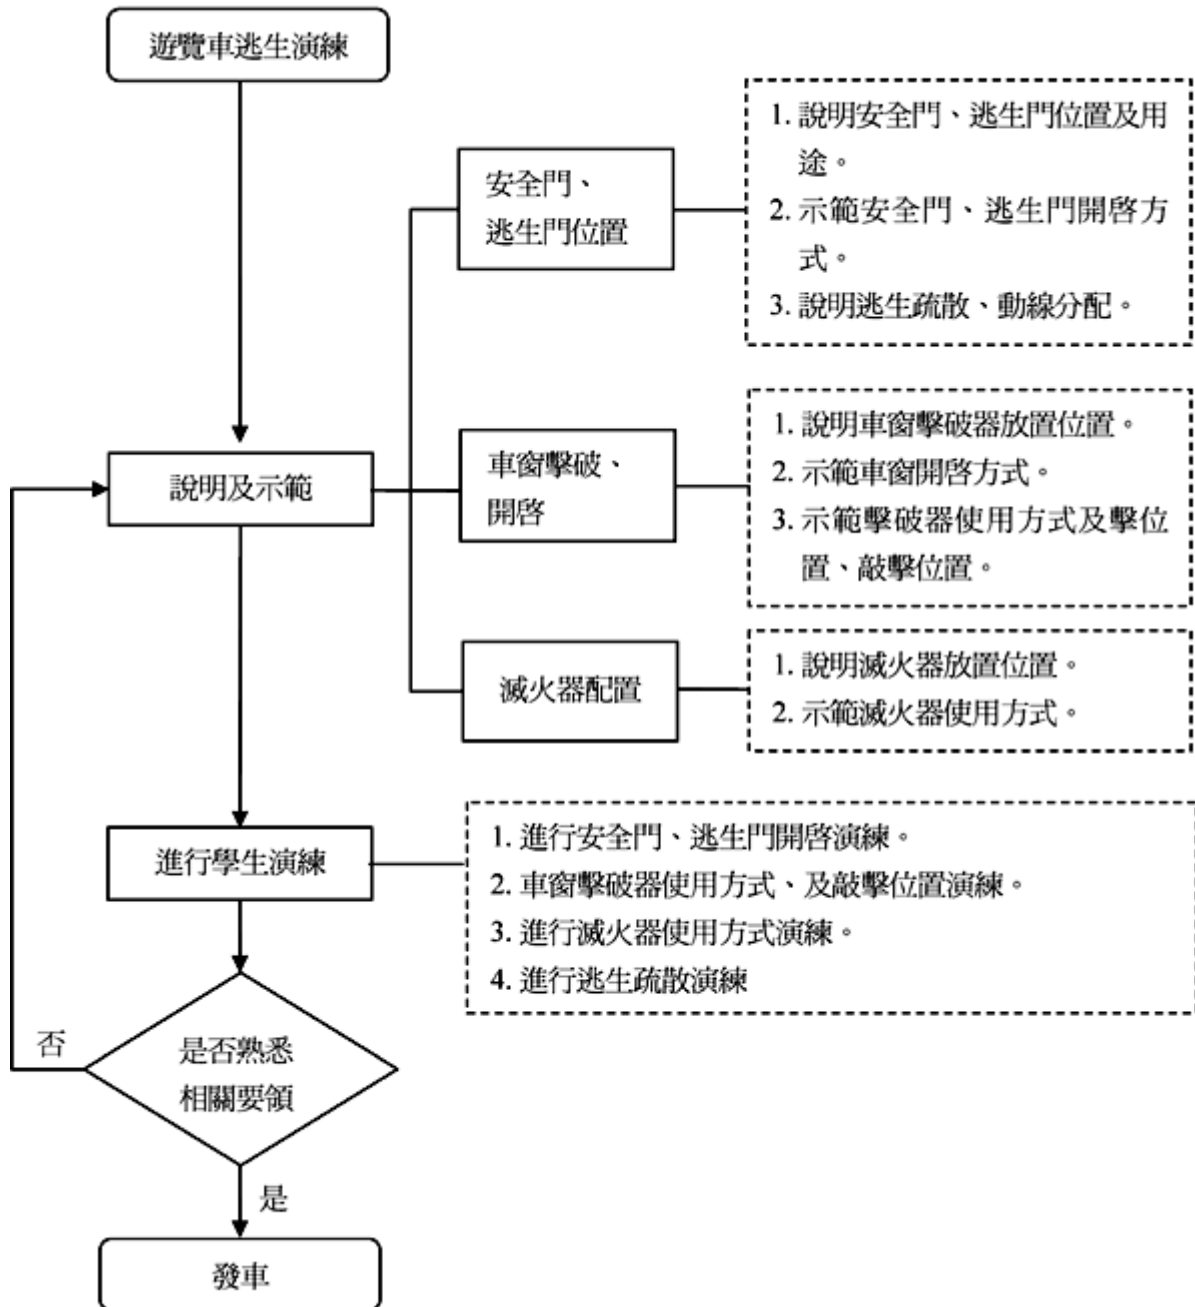 遊覽車逃生演練
安全門、
逃生門位置
1. 說明安全門、逃生門位置及用
途。
2. 示範安全門、逃生門開啓方
式。
3. 說明逃生疏散、動線分配。
說明及示範
車窗擊破、
開啓
1. 說明車窗擊破器放置位置。
2. 示範車窗開啓方式。
3. 示範擊破器使用方式及擊位
置、敲擊位置。
滅火器配置
1. 說明滅火器放置位置。
2. 示範滅火器使用方式。
進行學生演練
1. 進行安全門、逃生門開啓演練。
2. 車窗擊破器使用方式、及敲擊位置演練。
3. 進行滅火器使用方式演練。
4. 進行逃生疏散演練
否
是否熟悉
相關要領
是
發車